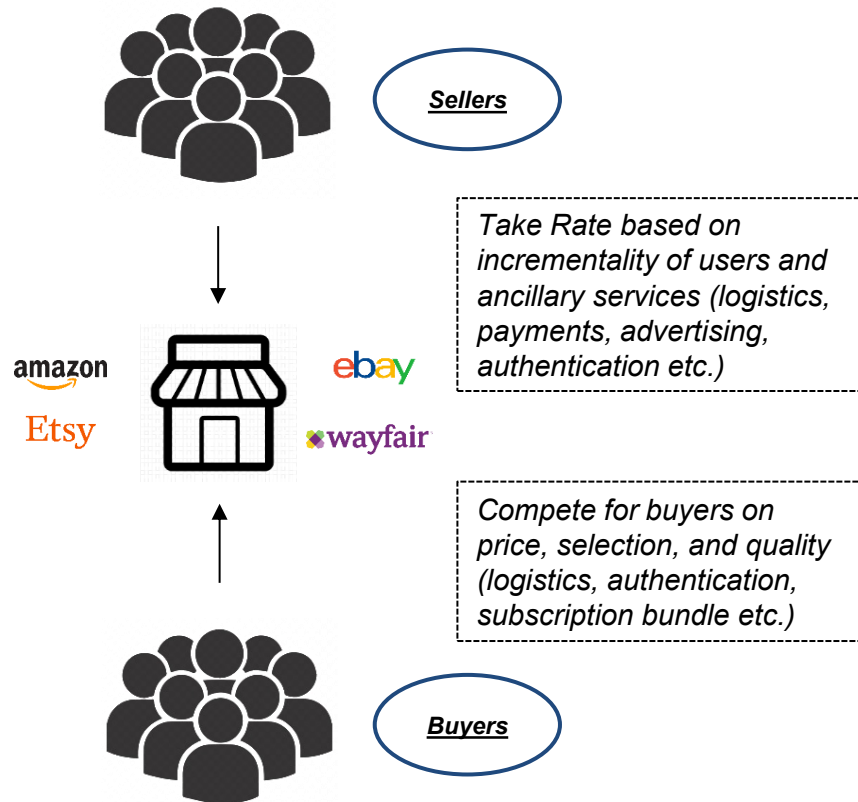 Sellers
Take Rate based on
incrementality of users and
ancillary services (logistics,
payments, advertising,
authentication etc.)
amazon
ebay
Etsy
wayfair
Compete for buyers on
price, selection, and quality
(logistics, authentication,
subscription bundle etc.)
Buyers